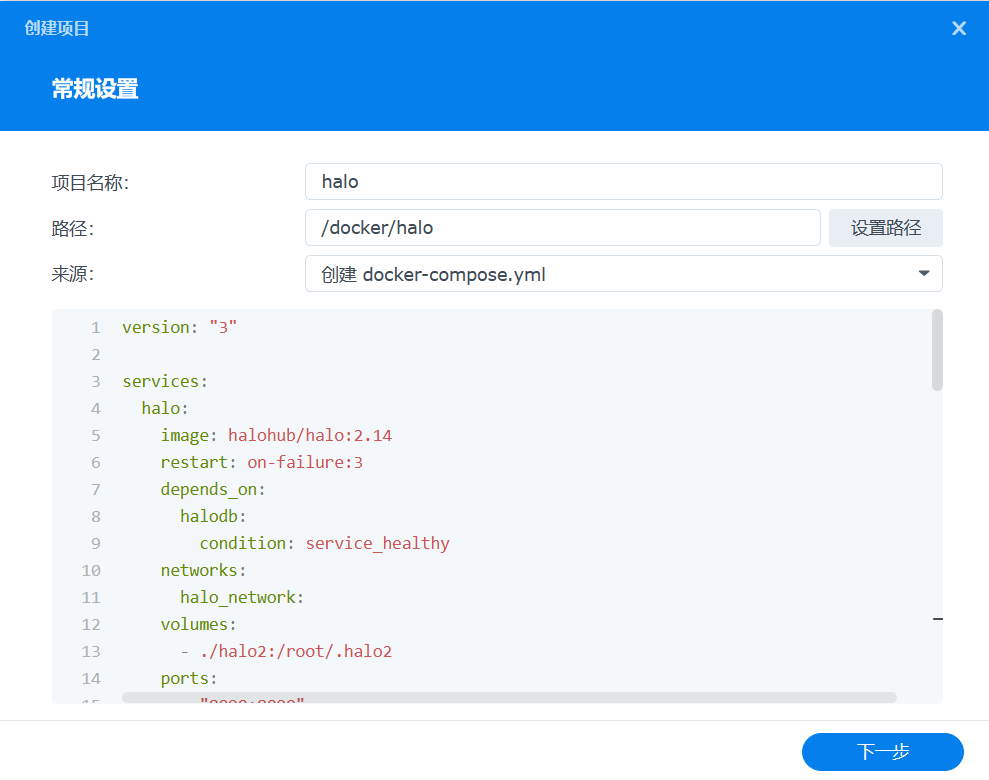 创建项目
常规设置
项目名称: halo
路径: /docker/halo 设置路径
来源: 创建 docker-compose.yml
1 version: "3"
2
3 services:
4 halo:
5 image: halohub/halo:2.14
6 restart: on-failure:3
7 depends_on:
8 halodb:
9 condition: service_healthy
10 networks:
11 halo_network:
12 volumes:
13 - ./halo2:/root/.halo2
14 ports:
下一步